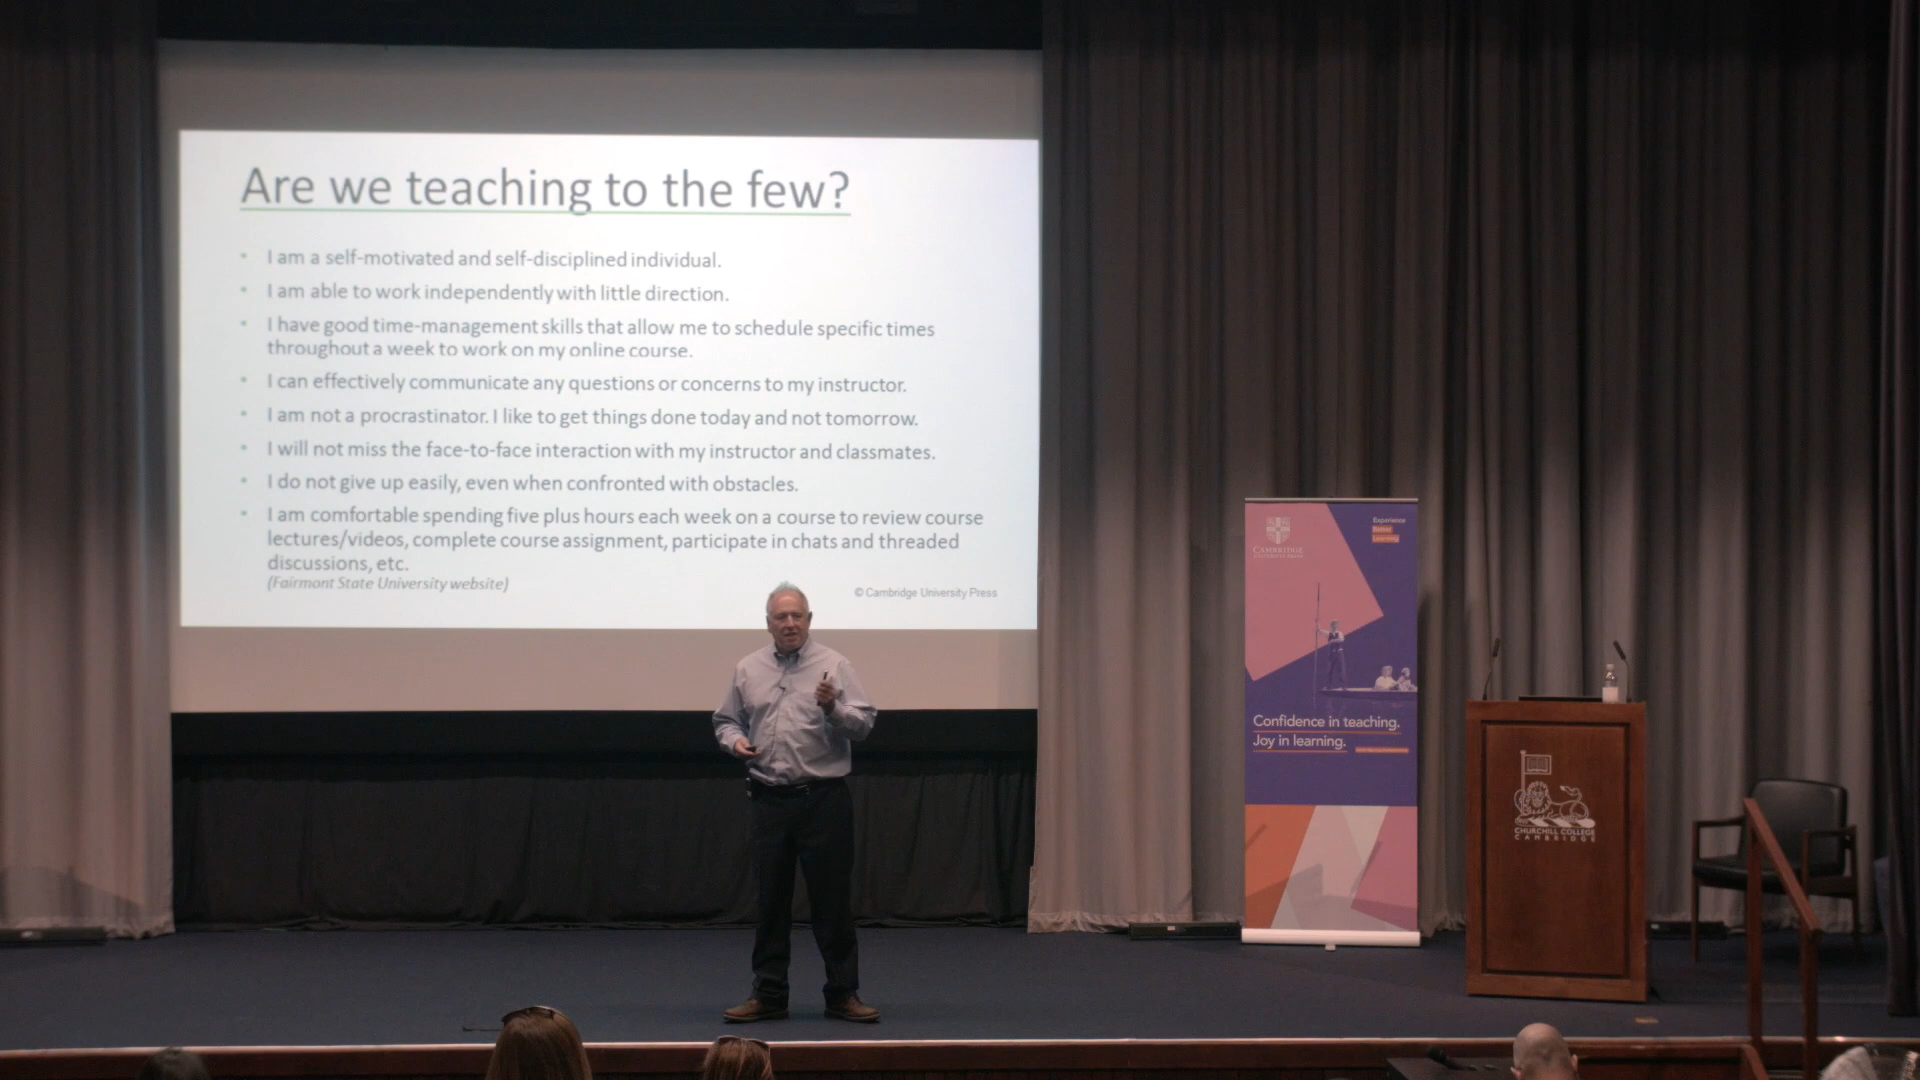 Are we teaching to the few?
• I am a self-motivated and self-disciplined individual.
• I am able to work independently with little direction.
• I have good time-management skills that allow me to schedule specific times
throughout a week to work on my online course.
• I can effectively communicate any questions or concerns to my instructor.
• I am not a procrastinator. I like to get things done today and not tomorrow.
• I will not miss the face-to-face interaction with my instructor and classmates.
• I do not give up easily, even when confronted with obstacles.
• I am comfortable spending five plus hours each week on a course to review course
lectures/videos, complete course assignment, participate in chats and threaded
discussions, etc.
(Fairmont State University website)
© Cambridge University Press
CAMBRIDGE
UNIVERSITY PRESS
Experience
Better
Learning
Confidence in teaching.
Joy in learning.
CHURCHILL COLLEGE
CAMBRIDGE